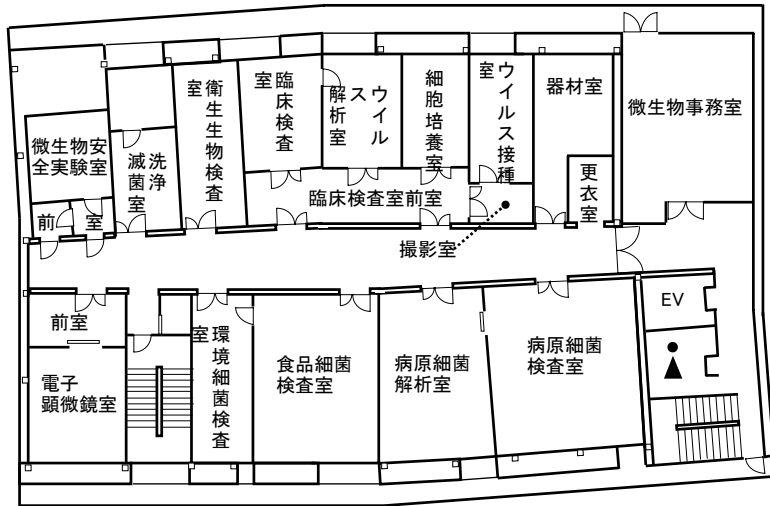 微生物安
全実験室
前
室
洗浄
滅菌室
衛生生物検査
室
臨床検査
室
ウイル
ス
解析室
細胞培養室
ウイルス接種
室
器材室
更衣室
微生物事務室
臨床検査室前室
撮影室
前室
電子
顕微鏡室
環境細菌検査
室
食品細菌
検査室
病原細菌
解析室
病原細菌
検査室
EV